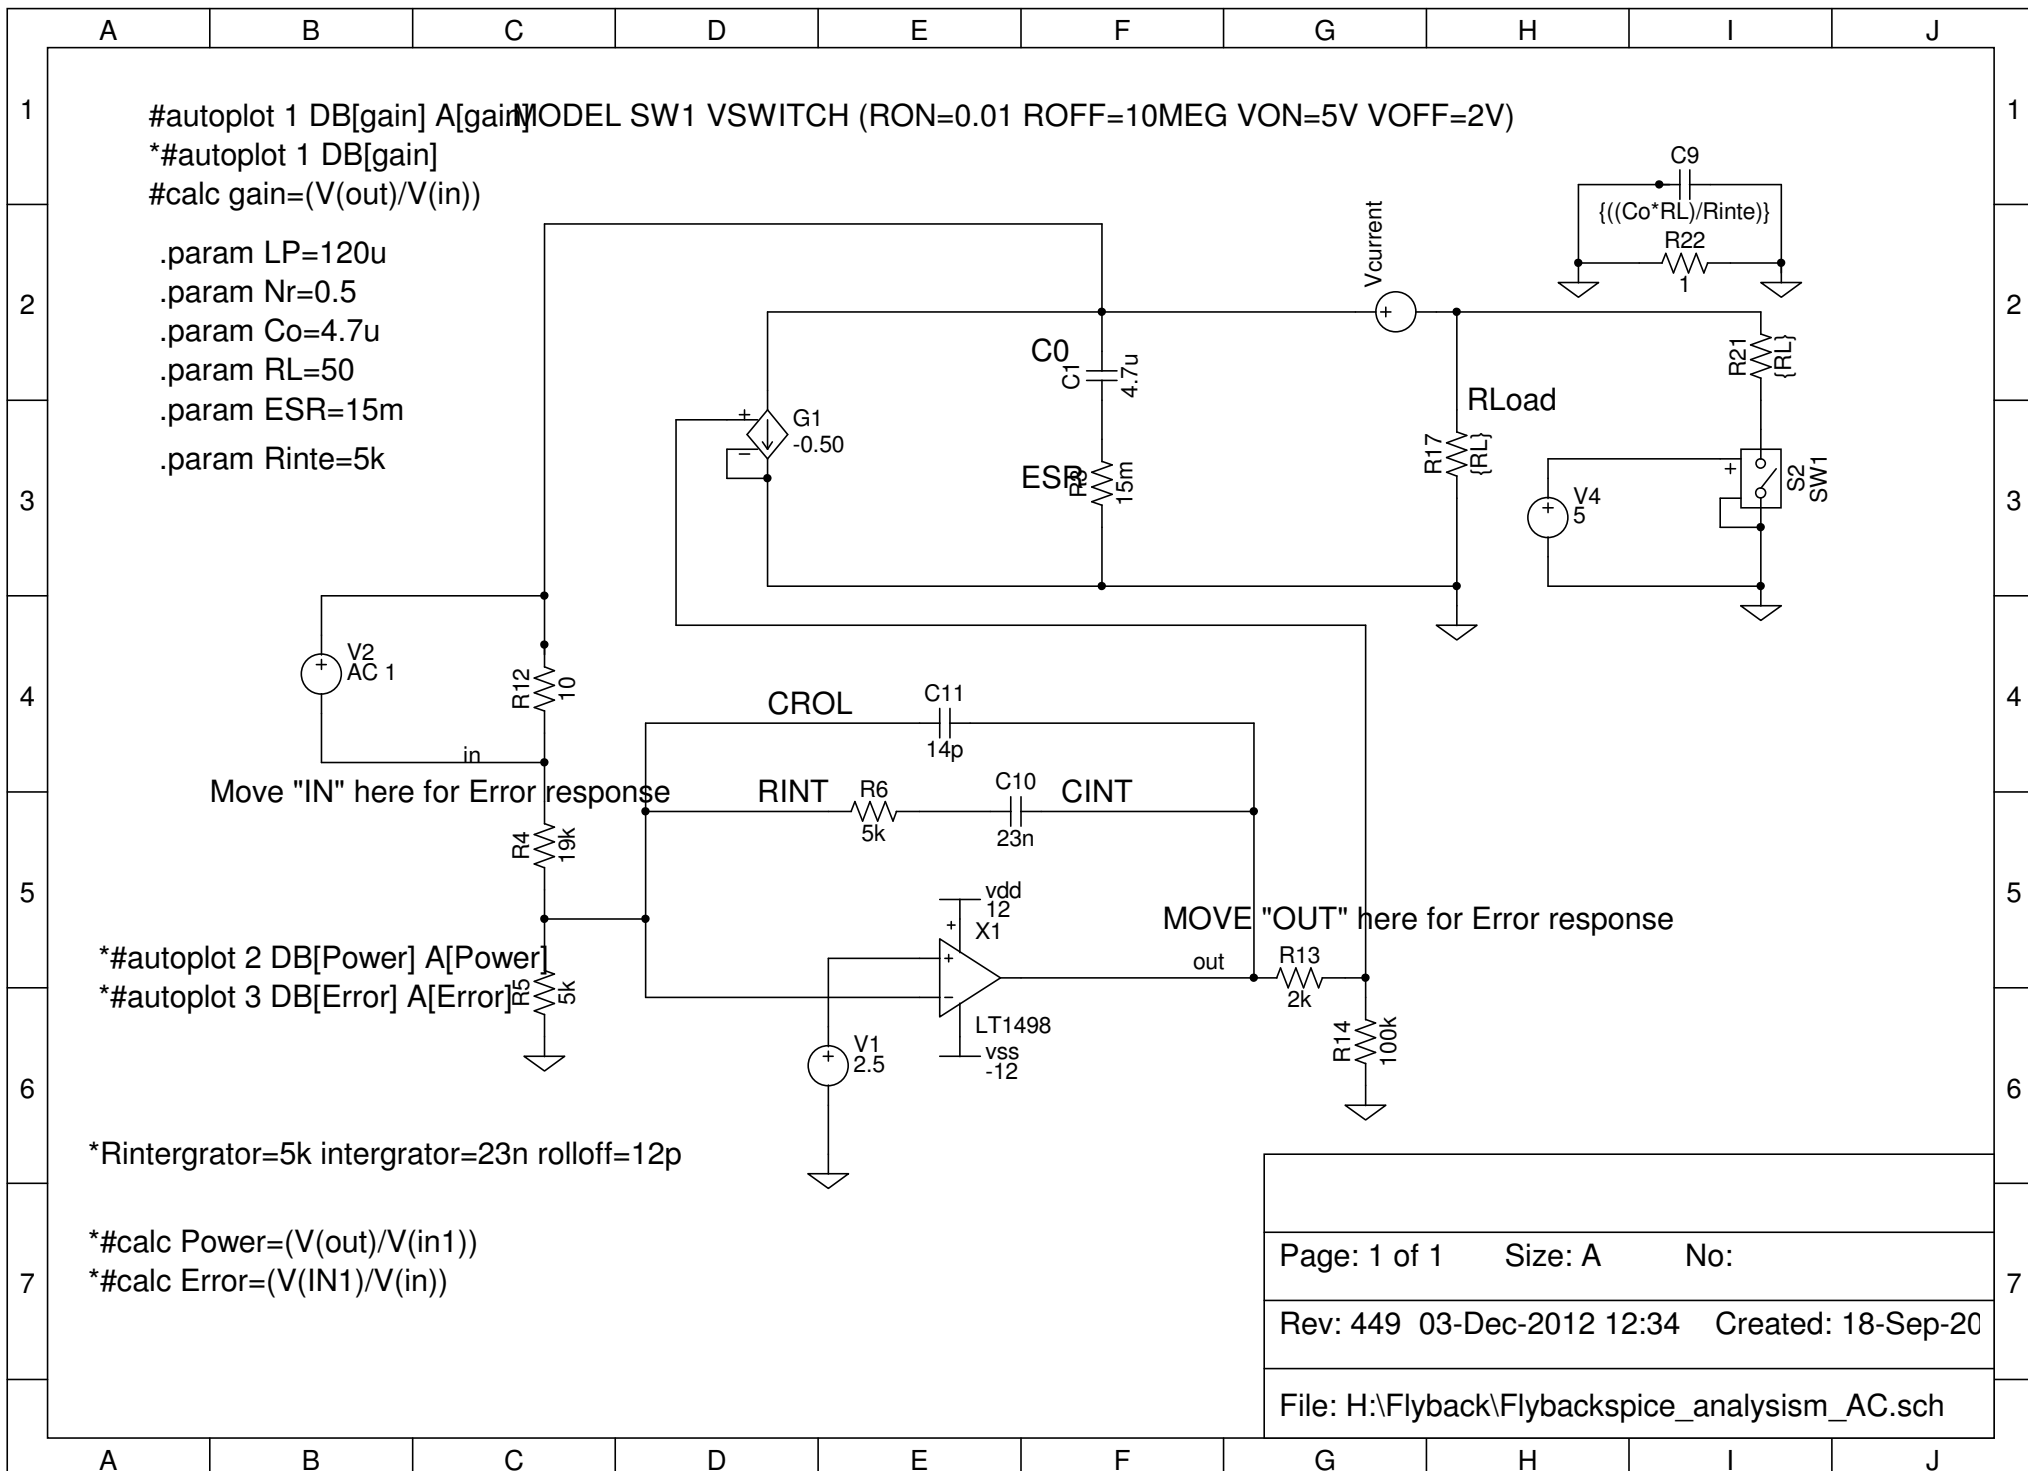 A B C D E F G H I J
1 1
#autoplot 1 DB[gain] A[gain]
.MODEL SW1 VSWITCH (RON=0.01 ROFF=10MEG VON=5V VOFF=2V)
*#autoplot 1 DB[gain]
#calc gain=(V(out)/V(in))
C9
{((Co*RL)/Rinte)}
R22
1
2 2
.param LP=120u
.param Nr=0.5
.param Co=4.7u
.param RL=50
.param ESR=15m
.param Rinte=5k
Vcurrent
+
C0
C1
4.7u
R21
{RL}
3 3
+
−
G1
-0.50
ESR
15m
RLoad
R17
{RL}
+
V4
5
+
S2
SW1
4 4
+
V2
AC 1
R12
10
in
CROL
C11
14p
Move "IN" here for Error response
RINT
R6
5k
C10
23n
CINT
5 5
R4
19k
vdd
12
+
X1
MOVE "OUT" here for Error response
*#autoplot 2 DB[Power] A[Power]
*#autoplot 3 DB[Error] A[Error]
R5
5k
+
−
out
R13
2k
LT1498
vss
-12
6 6
+
V1
2.5
R14
100k
*Rintergrator=5k intergrator=23n rolloff=12p
*#calc Power=(V(out)/V(in1))
*#calc Error=(V(IN1)/V(in))
7 7
Page: 1 of 1 Size: A No:
Rev: 449 03-Dec-2012 12:34 Created: 18-Sep-20
File: H:\Flyback\Flybackspice_analysism_AC.sch
A B C D E F G H I J